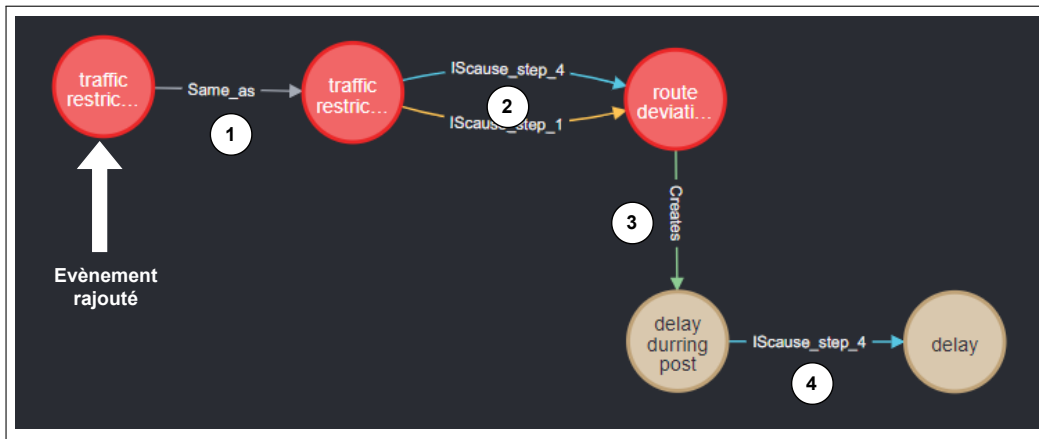 traffic
restric...
Same_as
1
traffic
restric...
IScause_step_4
2
IScause_step_1
route
deviati...
Creates
3
Evènement
rajouté
delay
durring
post
IScause_step_4
4
delay